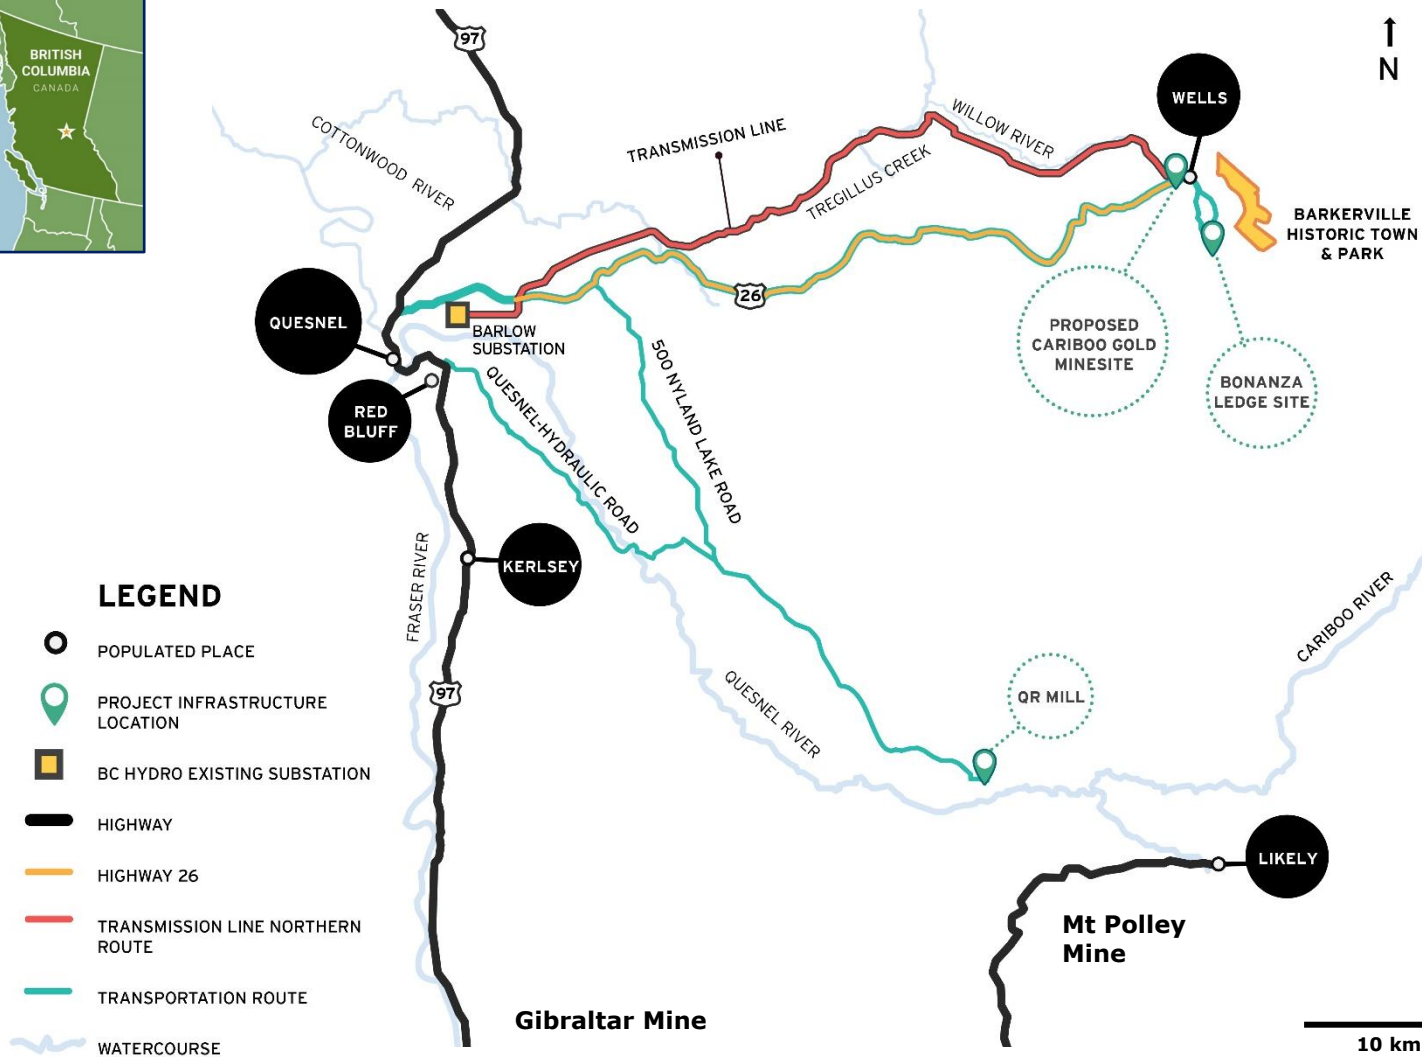 BRITISH
COLUMBIA
CANADA
97
N
WELLS
COTTONWOOD RIVER
TRANSMISSION LINE
WILLOW RIVER
TREGILLUS CREEK
BARKERVILLE
HISTORIC TOWN
& PARK
26
QUESNEL
BARLOW
SUBSTATION
PROPOSED
CARIBOO GOLD
MINESITE
BONANZA
LEDGE SITE
RED
BLUFF
QUESNEL-HYDRAULIC ROAD
500 NYLAND LAKE ROAD
FRASER RIVER
KERLSEY
CARIBOO RIVER
97
QUESNEL RIVER
QR MILL
LIKELY
Mt Polley
Mine
Gibraltar Mine
10 km
LEGEND
POPULATED PLACE
PROJECT INFRASTRUCTURE
LOCATION
BC HYDRO EXISTING SUBSTATION
HIGHWAY
HIGHWAY 26
TRANSMISSION LINE NORTHERN
ROUTE
TRANSPORTATION ROUTE
WATERCOURSE